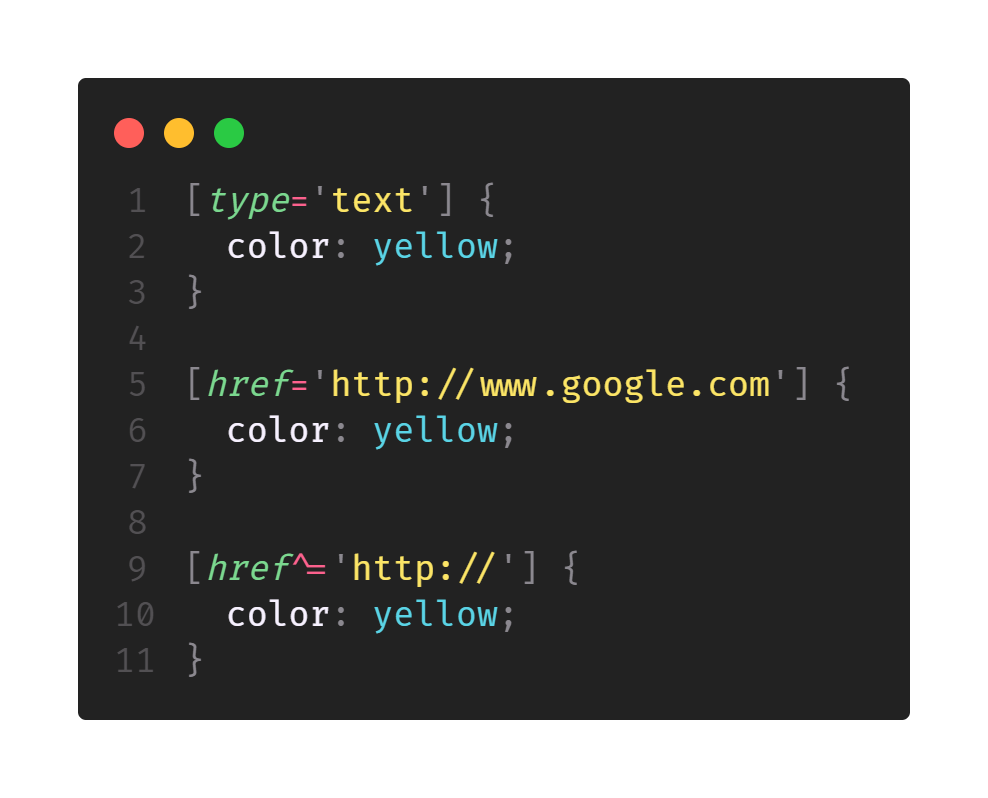 1 [type='text'] {
2   color: yellow;
3 }
4
5 [href='http://www.google.com'] {
6   color: yellow;
7 }
8
9 [href^='http://'] {
10   color: yellow;
11 }